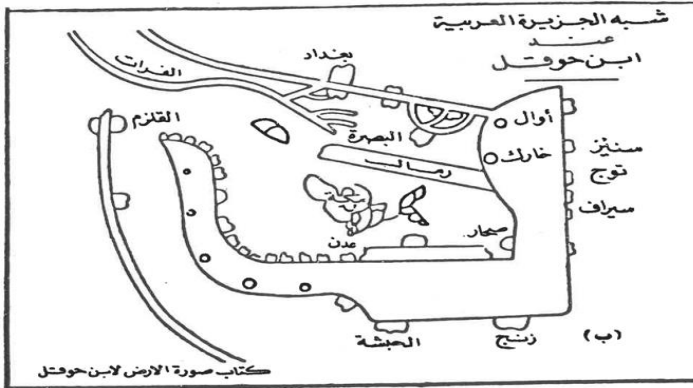 شبه الجزيرة العربية
عند
ابن حوقل
بغداد
الفرات
القلزم
البصرة
أوال
خارك
سنيز
توج
سيراف
رمال
صحار
عدن
الحبشة
زنج
(ب)
كتاب صورة الارض لابن حوقل